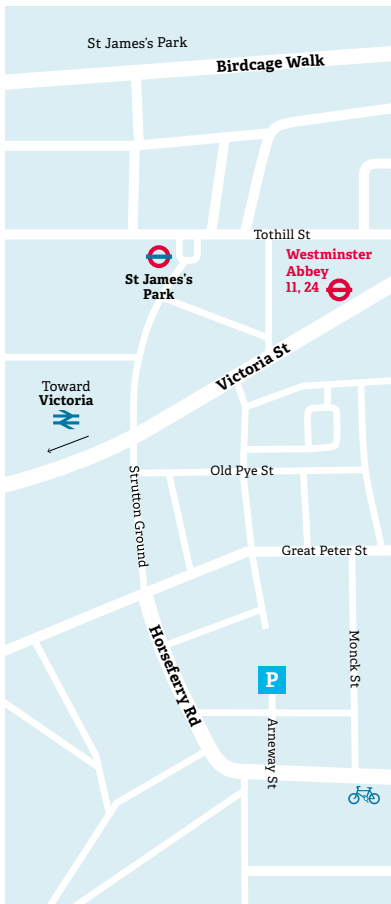 St James's Park
Birdcage Walk
Tothill St
Westminster
Abbey
11, 24
St James's
Park
Victoria St
Toward
Victoria
Old Pye St
Strutton Ground
Great Peter St
Horseferry Rd
Monck St
P
Arneway St